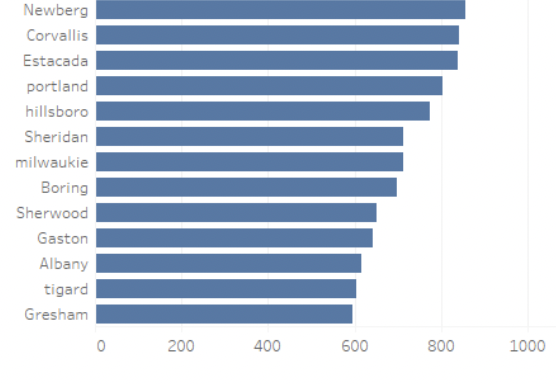 Newberg
Corvallis
Estacada
portland
hillsboro
Sheridan
milwaukie
Boring
Sherwood
Gaston
Albany
tigard
Gresham
0 200 400 600 800 1000